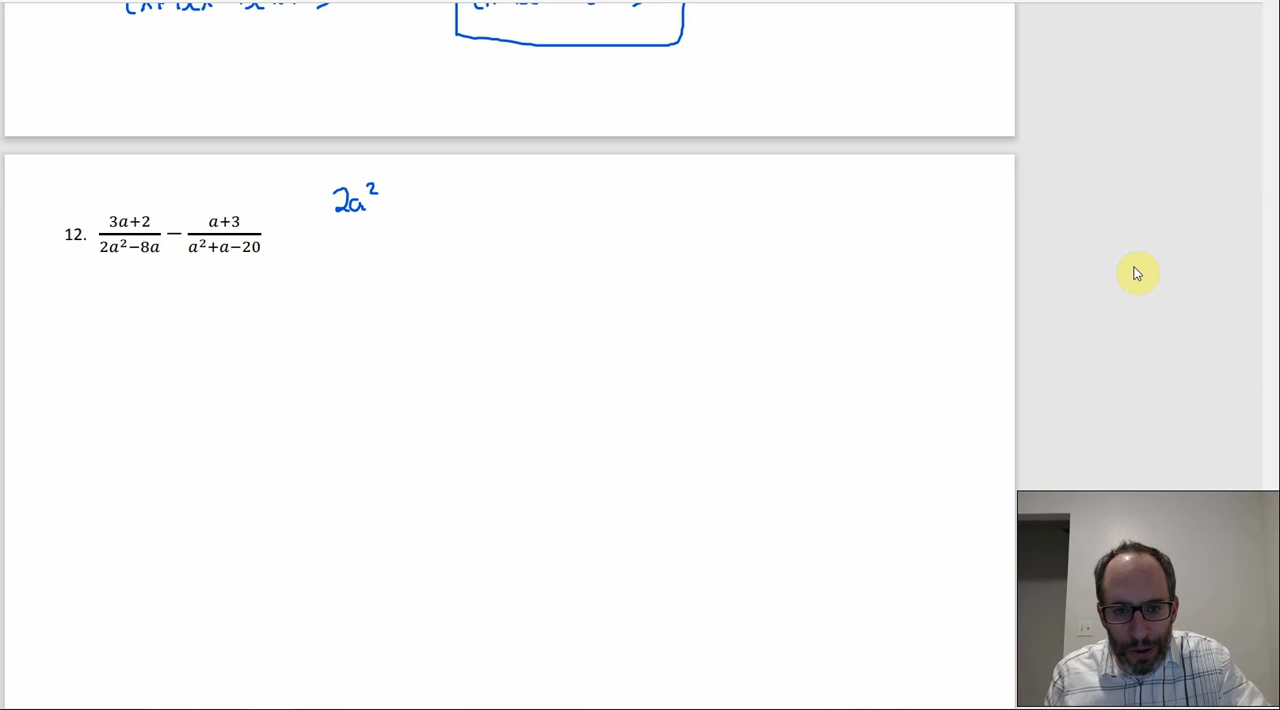 2a²
12. (3a+2)/(2a²−8a) − (a+3)/(a²+a−20)